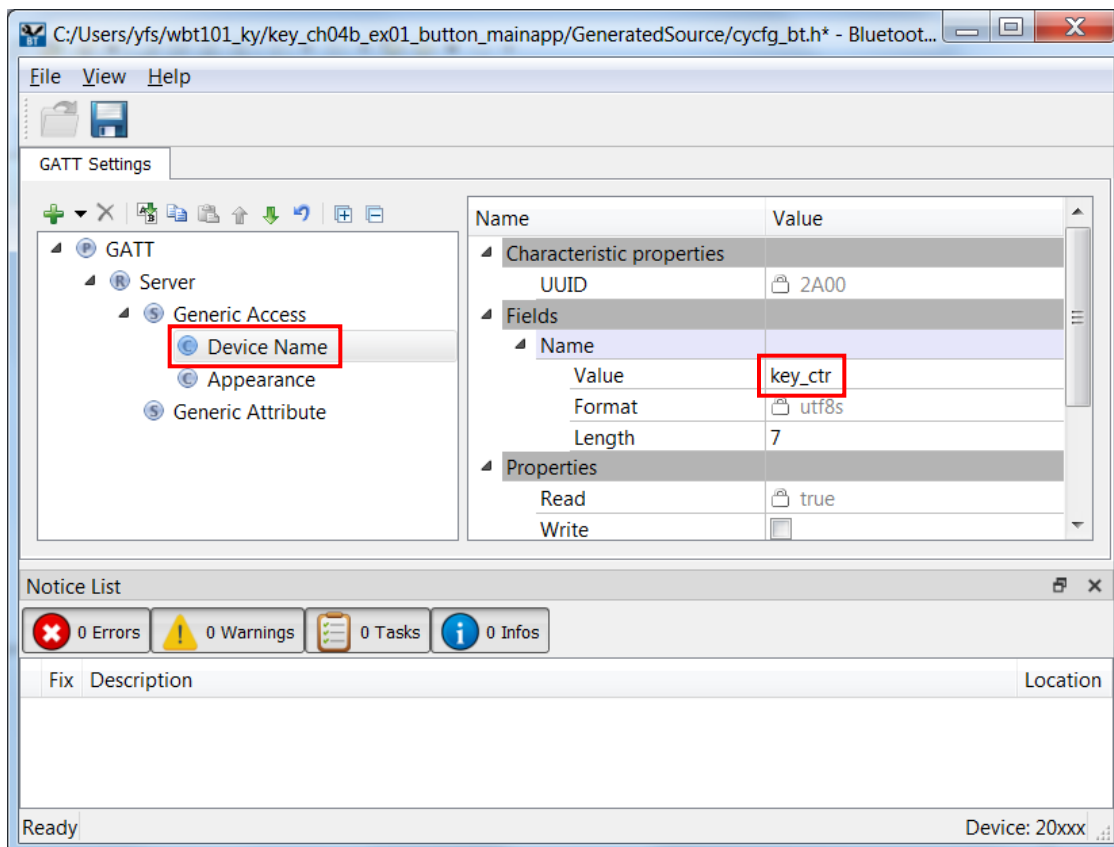 C:/Users/yfs/wbt101_ky/key_ch04b_ex01_button_mainapp/GeneratedSource/cycfg_bt.h* - Bluetoot...
File View Help
GATT Settings
GATT
Server
Generic Access
Device Name
Appearance
Generic Attribute
Name Value
Characteristic properties
UUID 2A00
Fields
Name
Value key_ctr
Format utf8s
Length 7
Properties
Read true
Write
Notice List
0 Errors 0 Warnings 0 Tasks 0 Infos
Fix Description Location
Ready Device: 20xxx